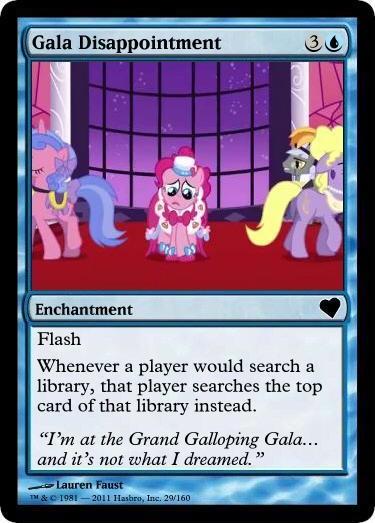 Gala Disappointment 3
Enchantment
Flash
Whenever a player would search a
library, that player searches the top
card of that library instead.
“I’m at the Grand Galloping Gala…
and it’s not what I dreamed.”
Lauren Faust
™ & © 1981 — 2011 Hasbro, Inc. 29/160